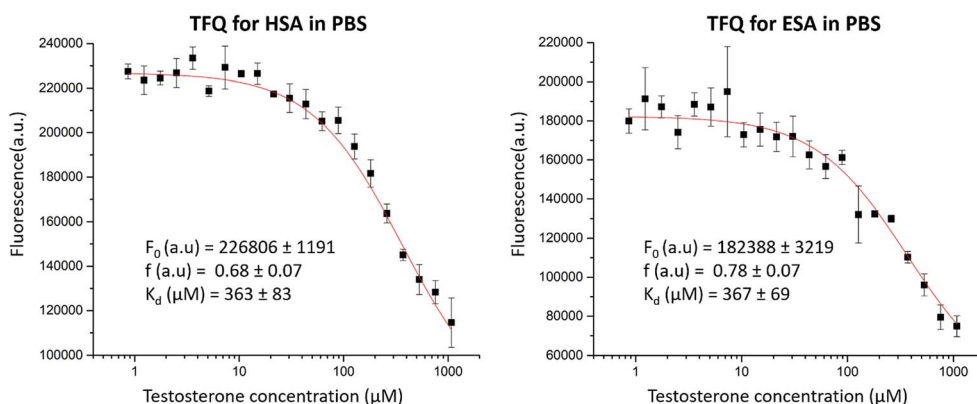 TFQ for HSA in PBS
240000
220000
200000
180000
160000
140000
120000
100000
Fluorescence(a.u.)
F0 (a.u) = 226806 ± 1191
f (a.u) = 0.68 ± 0.07
Kd (µM) = 363 ± 83
1 10 100 1000
Testosterone concentration (µM)
TFQ for ESA in PBS
220000
200000
180000
160000
140000
120000
100000
80000
60000
Fluorescence(a.u.)
F0 (a.u) = 182388 ± 3219
f (a.u) = 0.78 ± 0.07
Kd (µM) = 367 ± 69
1 10 100 1000
Testosterone concentration (µM)